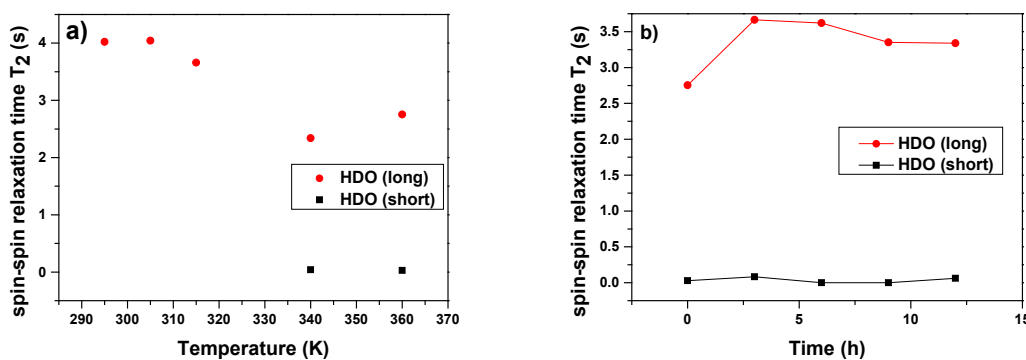 a)
spin-spin relaxation time T2 (s)
4
3
2
1
0
HDO (long)
HDO (short)
290 300 310 320 330 340 350 360 370
Temperature (K)
b)
spin-spin relaxation time T2 (s)
3.5
3.0
2.5
2.0
1.5
1.0
0.5
0.0
HDO (long)
HDO (short)
0 5 10 15
Time (h)